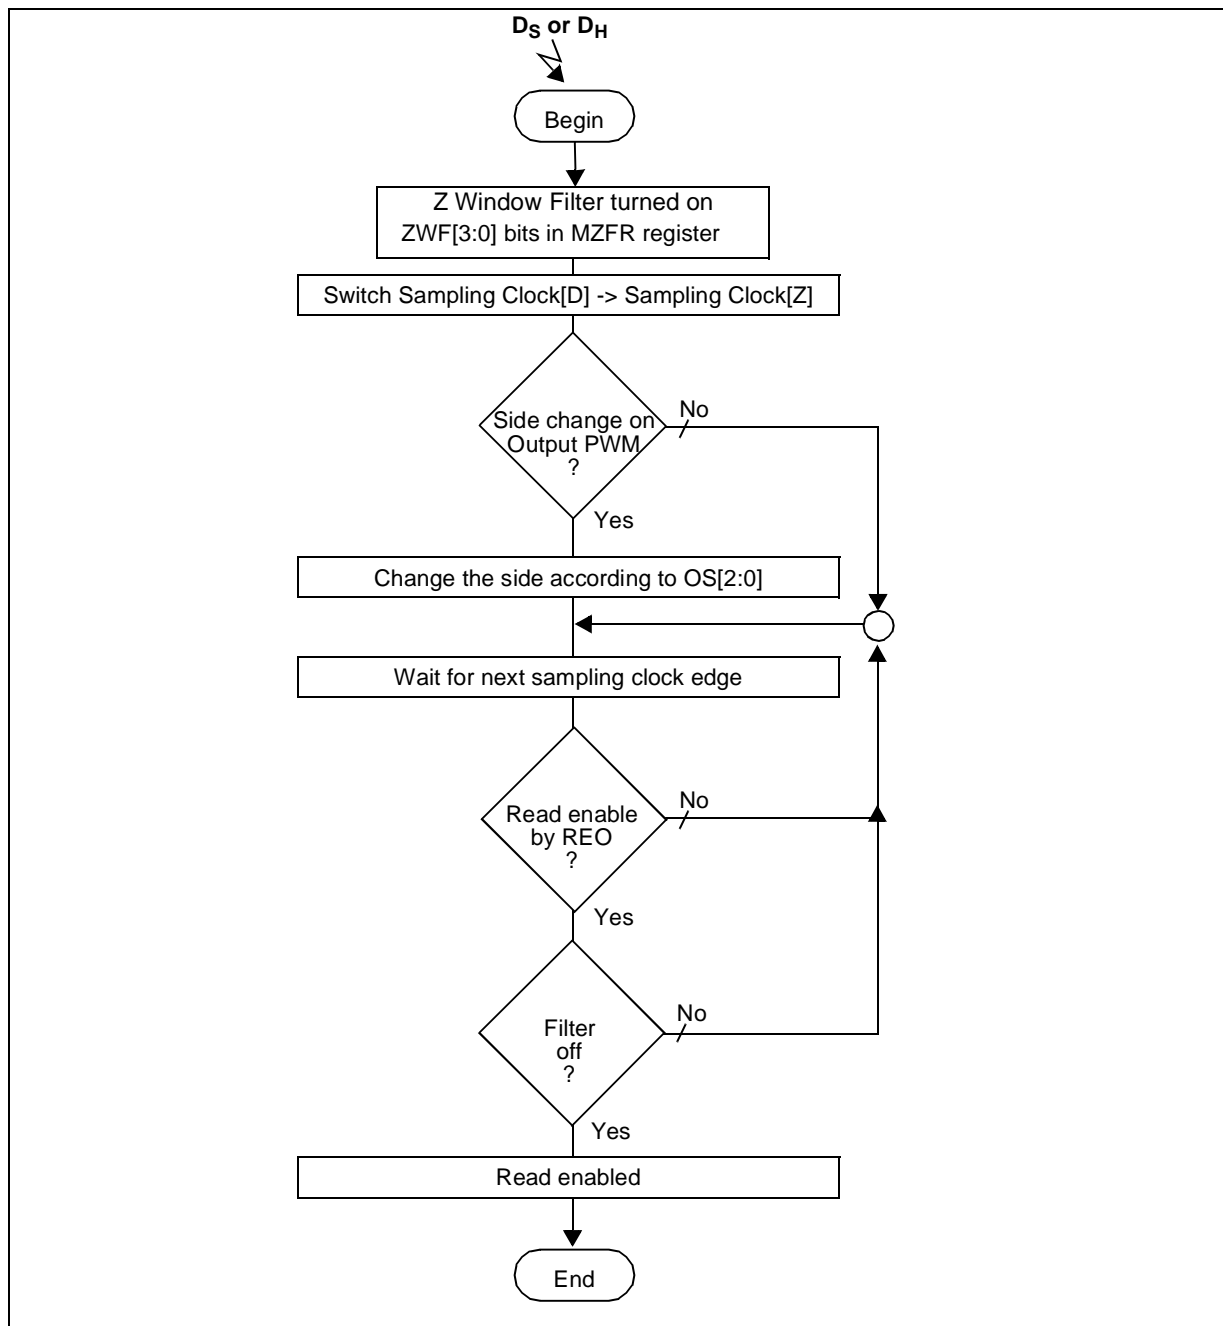 DS or DH
Begin
Z Window Filter turned on
ZWF[3:0] bits in MZFR register
Switch Sampling Clock[D] -> Sampling Clock[Z]
Side change on
Output PWM
?
No
Yes
Change the side according to OS[2:0]
Wait for next sampling clock edge
Read enable
by REO
?
No
Yes
Filter
off
?
No
Yes
Read enabled
End